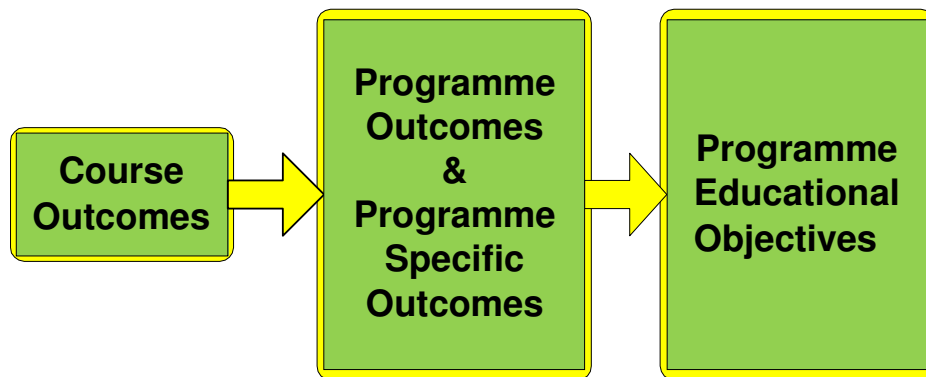 Course
Outcomes
Programme
Outcomes
&
Programme
Specific
Outcomes
Programme
Educational
Objectives